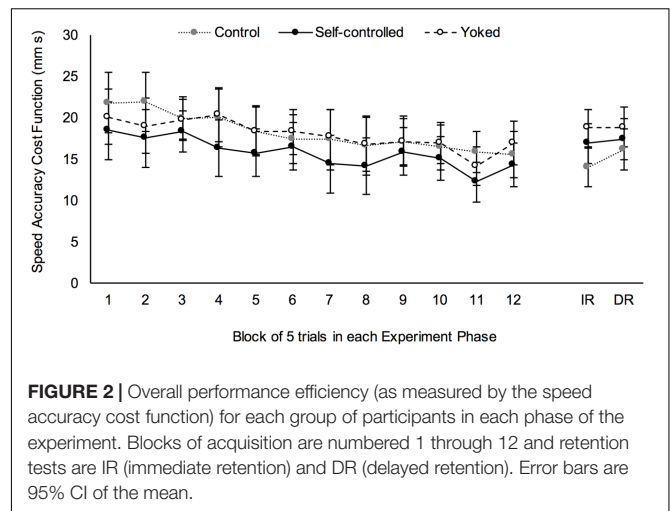 30
Control
Self-controlled
Yoked
25
20
15
10
5
0
Speed Accuracy Cost Function (mm s)
1 2 3 4 5 6 7 8 9 10 11 12 IR DR
Block of 5 trials in each Experiment Phase
FIGURE 2 | Overall performance efficiency (as measured by the speed
accuracy cost function) for each group of participants in each phase of the
experiment. Blocks of acquisition are numbered 1 through 12 and retention
tests are IR (immediate retention) and DR (delayed retention). Error bars are
95% CI of the mean.